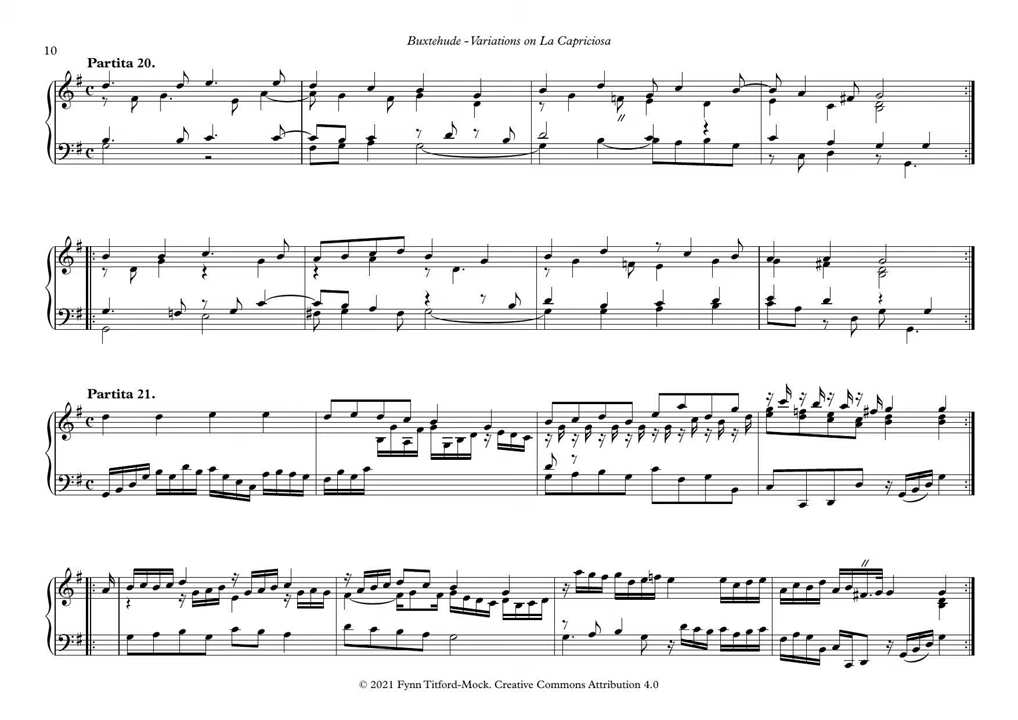 Buxtehude - Variations on La Capriciosa
10
Partita 20.
Partita 21.
© 2021 Fynn Titford-Mock. Creative Commons Attribution 4.0